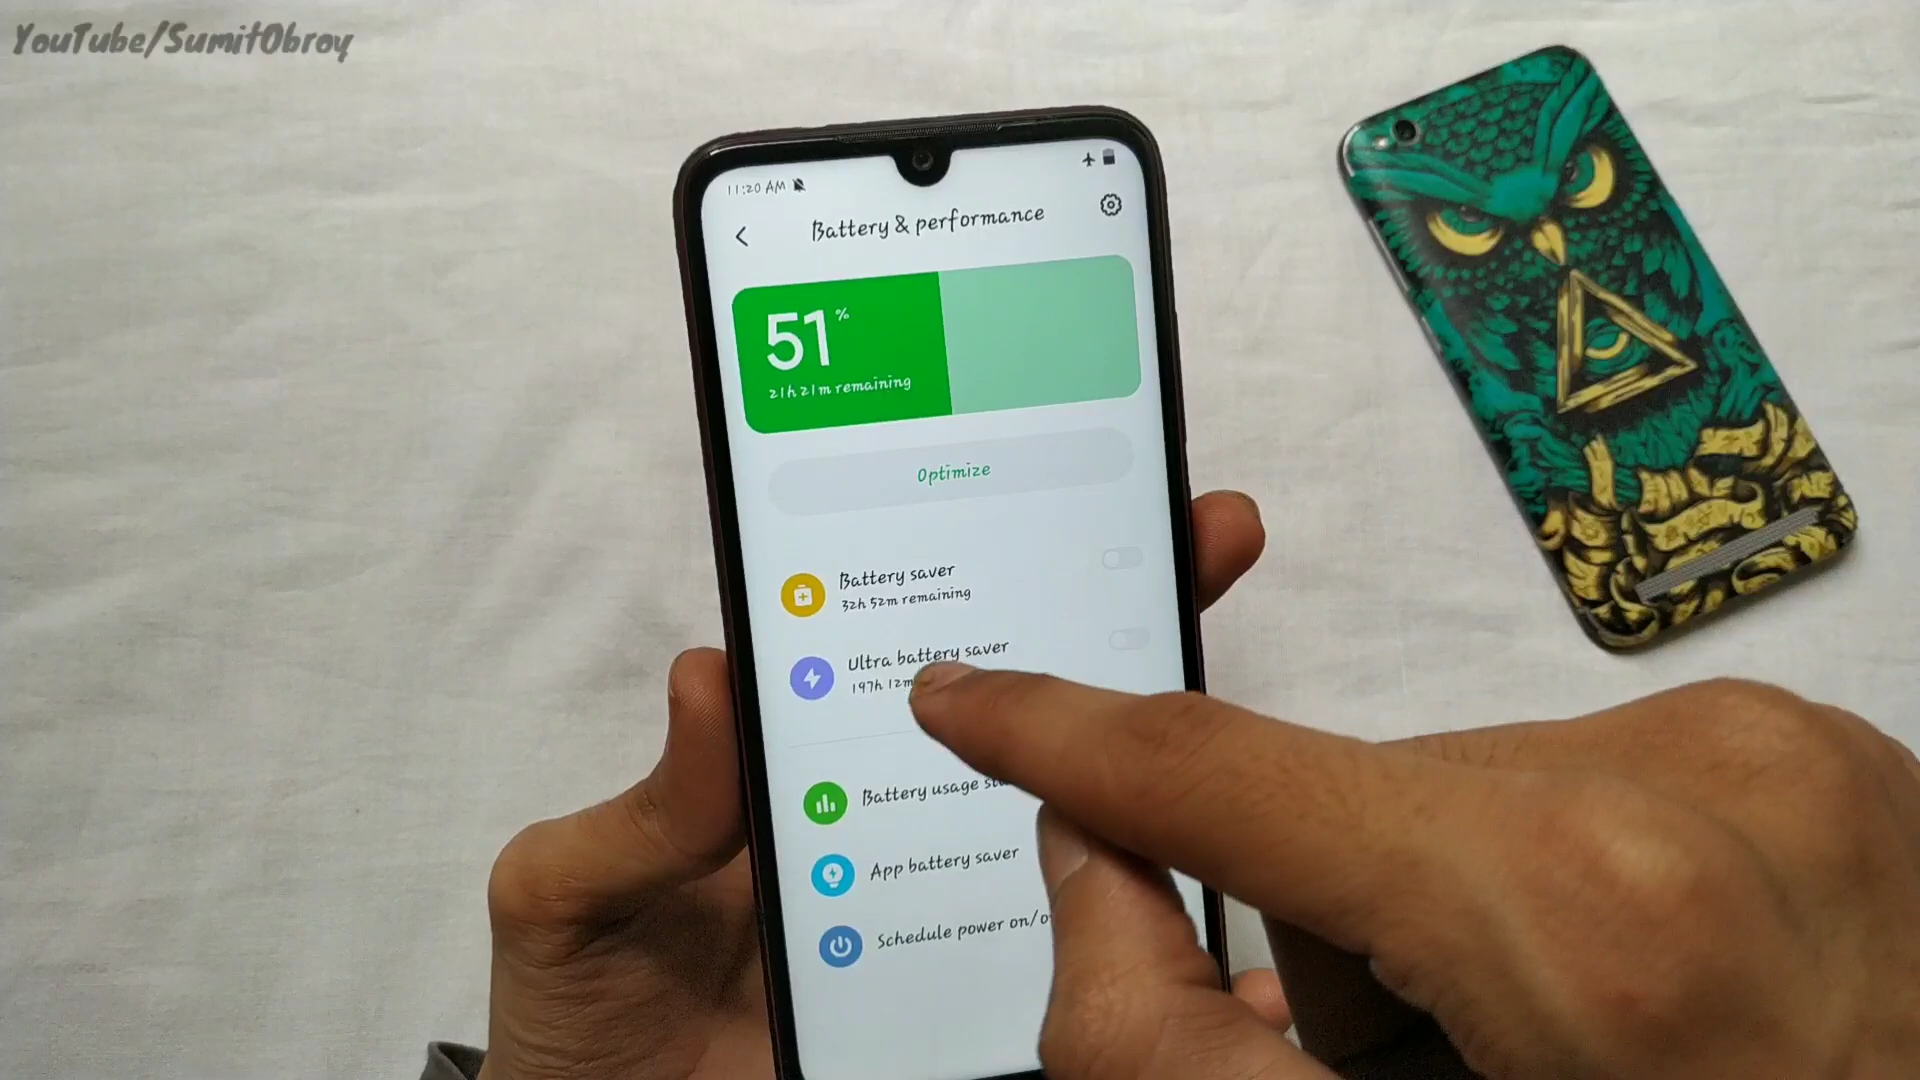 YouTube/SumitObroy
11:20 AM
Battery & performance
51%
21h 21m remaining
Optimize
Battery saver
32h 52m remaining
Ultra battery saver
197h 12m
Battery usage
App battery saver
Schedule power on/o